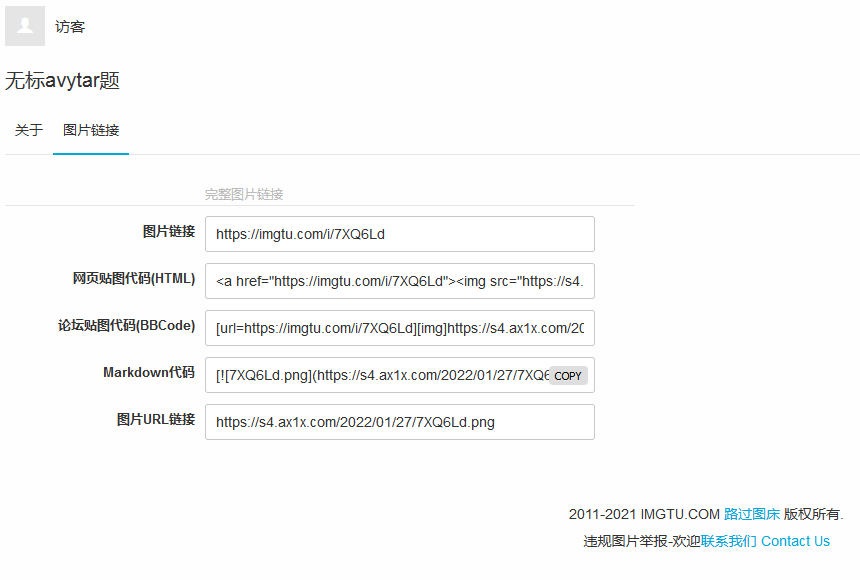 访客
无标avytar题
关于 图片链接
完整图片链接
图片链接 https://imgtu.com/i/7XQ6Ld
网页贴图代码(HTML) <a href="https://imgtu.com/i/7XQ6Ld"><img src="https://s4.
论坛贴图代码(BBCode) [url=https://imgtu.com/i/7XQ6Ld][img]https://s4.ax1x.com/20
Markdown代码 [![7XQ6Ld.png](https://s4.ax1x.com/2022/01/27/7XQ6 COPY
图片URL链接 https://s4.ax1x.com/2022/01/27/7XQ6Ld.png
2011-2021 IMGTU.COM 路过图床 版权所有.
违规图片举报-欢迎联系我们 Contact Us